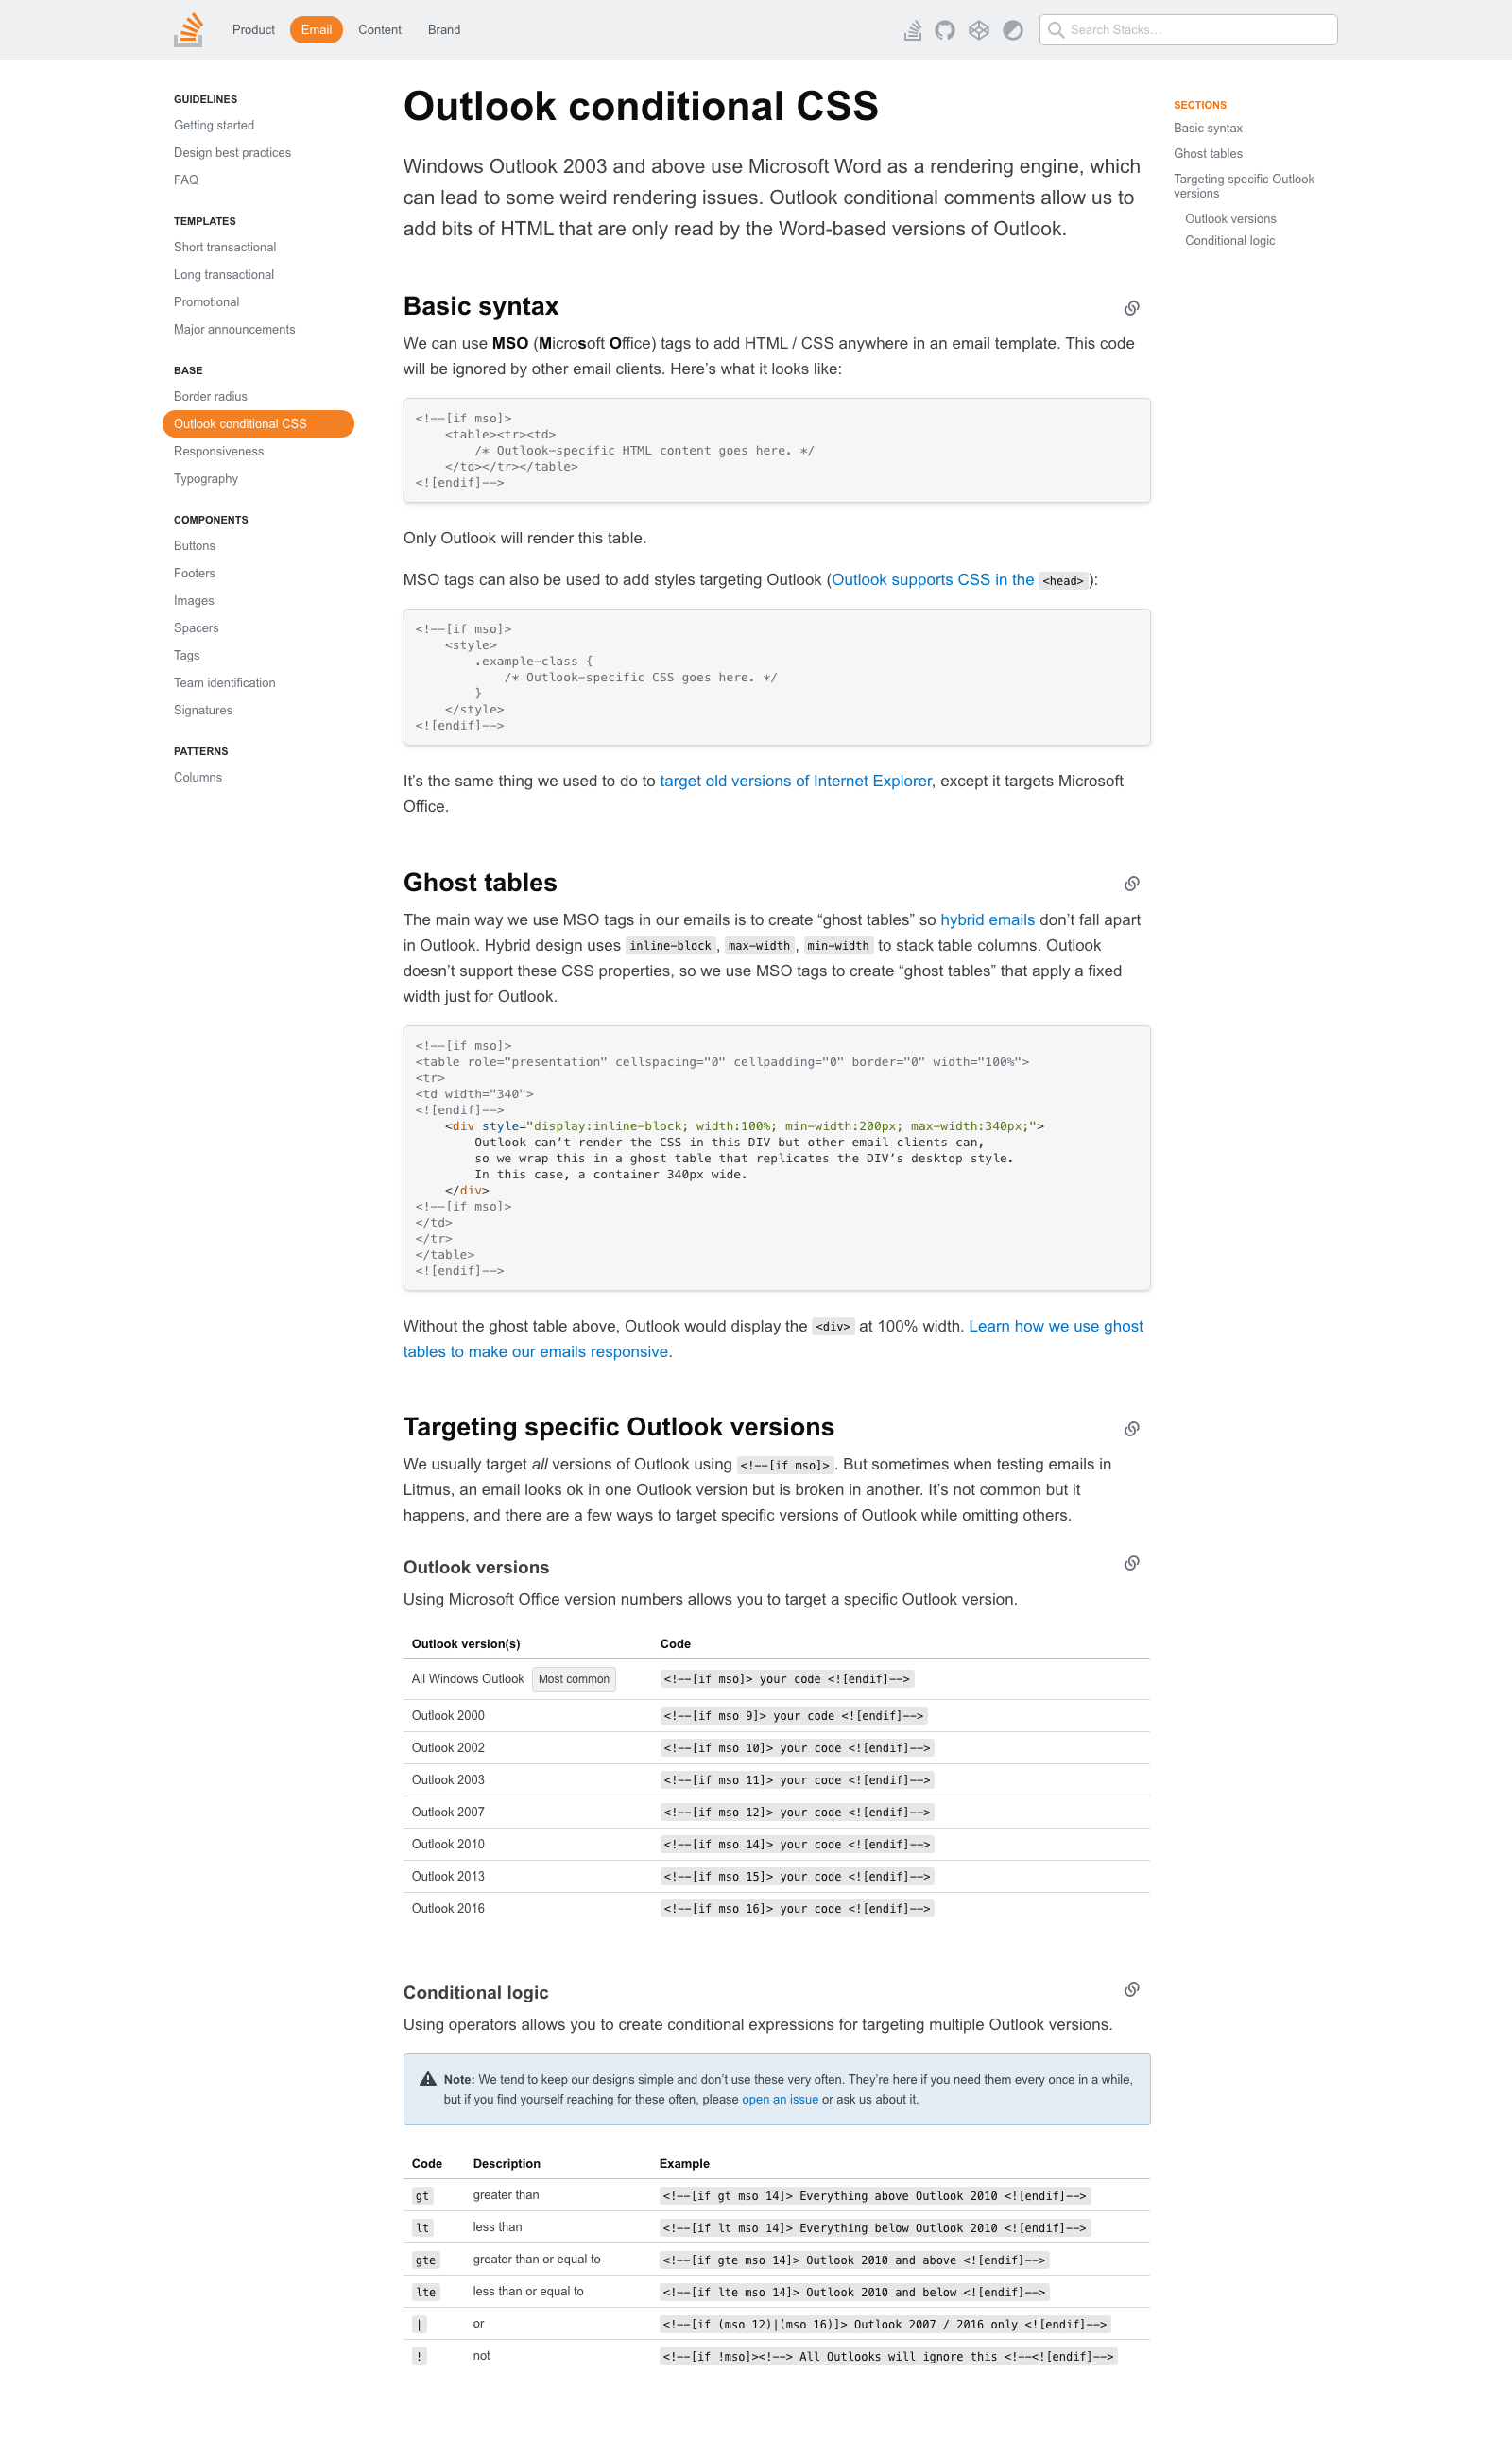 Product Email Content Brand
Search Stacks…
GUIDELINES
Getting started
Design best practices
FAQ
TEMPLATES
Short transactional
Long transactional
Promotional
Major announcements
BASE
Border radius
Outlook conditional CSS
Responsiveness
Typography
COMPONENTS
Buttons
Footers
Images
Spacers
Tags
Team identification
Signatures
PATTERNS
Columns
Outlook conditional CSS
Windows Outlook 2003 and above use Microsoft Word as a rendering engine, which
can lead to some weird rendering issues. Outlook conditional comments allow us to
add bits of HTML that are only read by the Word-based versions of Outlook.
Basic syntax
We can use MSO (Microsoft Office) tags to add HTML / CSS anywhere in an email template. This code
will be ignored by other email clients. Here’s what it looks like:
<!--[if mso]>
    <table><tr><td>
        /* Outlook-specific HTML content goes here. */
    </td></tr></table>
<![endif]-->
Only Outlook will render this table.
MSO tags can also be used to add styles targeting Outlook (Outlook supports CSS in the <head>):
<!--[if mso]>
    <style>
        .example-class {
            /* Outlook-specific CSS goes here. */
        }
    </style>
<![endif]-->
It’s the same thing we used to do to target old versions of Internet Explorer, except it targets Microsoft
Office.
Ghost tables
The main way we use MSO tags in our emails is to create “ghost tables” so hybrid emails don’t fall apart
in Outlook. Hybrid design uses inline-block, max-width, min-width to stack table columns. Outlook
doesn’t support these CSS properties, so we use MSO tags to create “ghost tables” that apply a fixed
width just for Outlook.
<!--[if mso]>
<table role="presentation" cellspacing="0" cellpadding="0" border="0" width="100%">
<tr>
<td width="340">
<![endif]-->
    <div style="display:inline-block; width:100%; min-width:200px; max-width:340px;">
        Outlook can’t render the CSS in this DIV but other email clients can,
        so we wrap this in a ghost table that replicates the DIV’s desktop style.
        In this case, a container 340px wide.
    </div>
<!--[if mso]>
</td>
</tr>
</table>
<![endif]-->
Without the ghost table above, Outlook would display the <div> at 100% width. Learn how we use ghost
tables to make our emails responsive.
Targeting specific Outlook versions
We usually target all versions of Outlook using <!--[if mso]>. But sometimes when testing emails in
Litmus, an email looks ok in one Outlook version but is broken in another. It’s not common but it
happens, and there are a few ways to target specific versions of Outlook while omitting others.
Outlook versions
Using Microsoft Office version numbers allows you to target a specific Outlook version.
Outlook version(s) Code
All Windows Outlook Most common <!--[if mso]> your code <![endif]-->
Outlook 2000 <!--[if mso 9]> your code <![endif]-->
Outlook 2002 <!--[if mso 10]> your code <![endif]-->
Outlook 2003 <!--[if mso 11]> your code <![endif]-->
Outlook 2007 <!--[if mso 12]> your code <![endif]-->
Outlook 2010 <!--[if mso 14]> your code <![endif]-->
Outlook 2013 <!--[if mso 15]> your code <![endif]-->
Outlook 2016 <!--[if mso 16]> your code <![endif]-->
Conditional logic
Using operators allows you to create conditional expressions for targeting multiple Outlook versions.
Note: We tend to keep our designs simple and don’t use these very often. They’re here if you need them every once in a while,
but if you find yourself reaching for these often, please open an issue or ask us about it.
Code Description Example
gt greater than <!--[if gt mso 14]> Everything above Outlook 2010 <![endif]-->
lt less than <!--[if lt mso 14]> Everything below Outlook 2010 <![endif]-->
gte greater than or equal to <!--[if gte mso 14]> Outlook 2010 and above <![endif]-->
lte less than or equal to <!--[if lte mso 14]> Outlook 2010 and below <![endif]-->
| or <!--[if (mso 12)|(mso 16)]> Outlook 2007 / 2016 only <![endif]-->
! not <!--[if !mso]><!--> All Outlooks will ignore this <!--<![endif]-->
SECTIONS
Basic syntax
Ghost tables
Targeting specific Outlook
versions
Outlook versions
Conditional logic